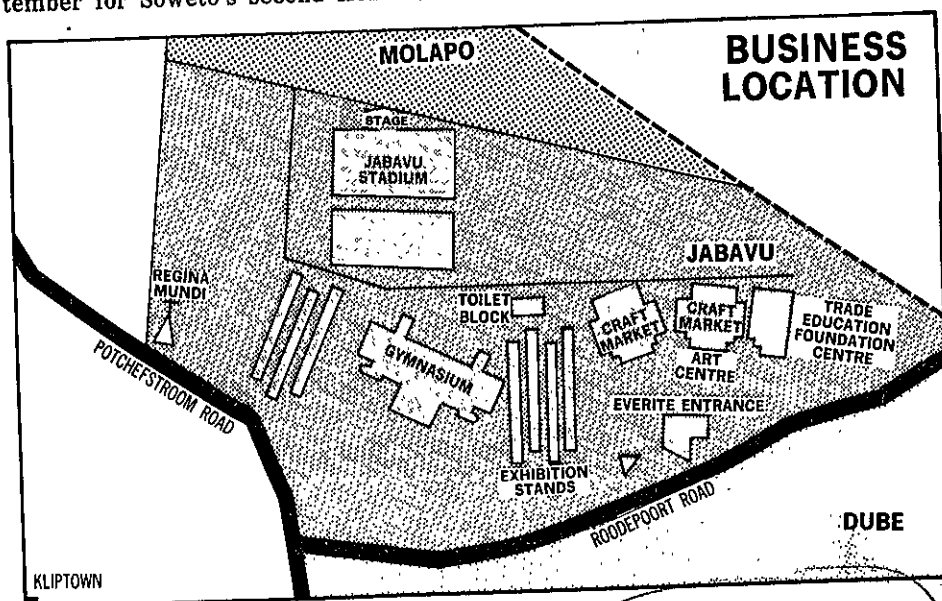 tember for Soweto's second
BUSINESS
LOCATION
MOLAPO
STAGE
JABAVU
STADIUM
JABAVU
REGINA
MUNDI
TOILET
BLOCK
CRAFT
MARKET
CRAFT
MARKET
TRADE
EDUCATION
FOUNDATION
CENTRE
GYMNASIUM
ART
CENTRE
POTCHEFSTROOM ROAD
EVERITE ENTRANCE
EXHIBITION
STANDS
ROODEPOORT ROAD
DUBE
KLIPTOWN